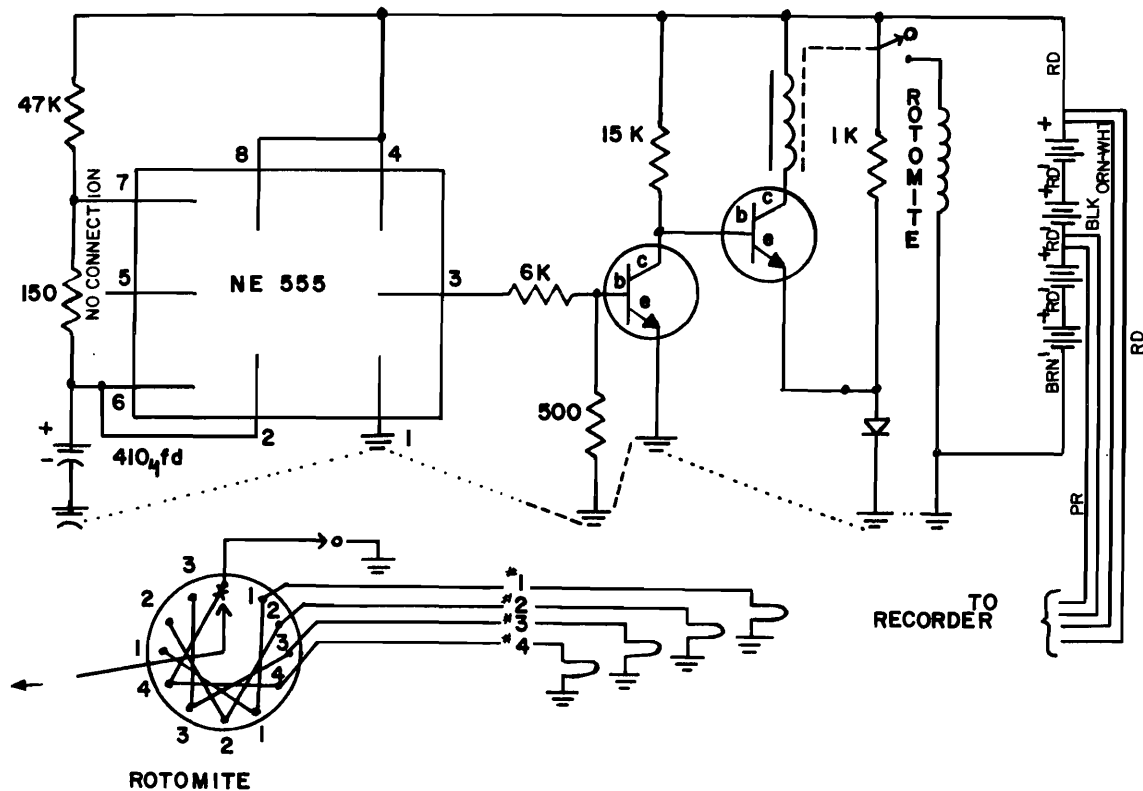 47K
7
NO CONNECTION
150
5
6
+
-
410µfd
8
4
NE 555
3
2
1
6K
500
15K
b
c
e
b
c
e
1K
ROTOMITE
RD
+
RD
+
RD
+
RD
+
BRN
BLK
ORN-WHT
RD
PR
TO
RECORDER
3
2
1
4
3
2
1
4
3
2
1
#1
#2
#3
#4
ROTOMITE